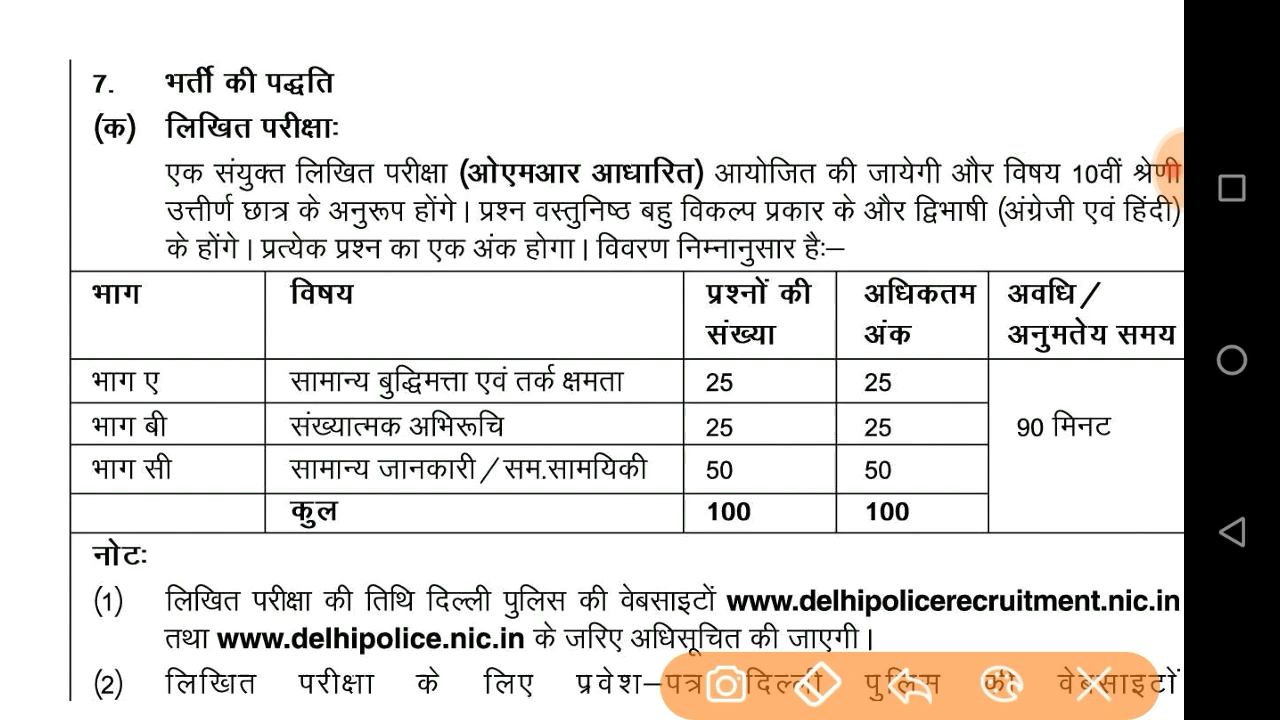 7. भर्ती की पद्धति
(क) लिखित परीक्षाः
एक संयुक्त लिखित परीक्षा (ओएमआर आधारित) आयोजित की जायेगी और विषय 10वीं श्रेणी
उत्तीर्ण छात्र के अनुरूप होंगे। प्रश्न वस्तुनिष्ठ बहु विकल्प प्रकार के और द्विभाषी (अंग्रेजी एवं हिंदी)
के होंगे। प्रत्येक प्रश्न का एक अंक होगा। विवरण निम्नानुसार हैः–
भाग विषय प्रश्नों की संख्या अधिकतम अंक अवधि/अनुमतेय समय
भाग ए सामान्य बुद्धिमत्ता एवं तर्क क्षमता 25 25
भाग बी संख्यात्मक अभिरूचि 25 25 90 मिनट
भाग सी सामान्य जानकारी/सम.सामयिकी 50 50
कुल 100 100
नोटः
(1) लिखित परीक्षा की तिथि दिल्ली पुलिस की वेबसाइटों www.delhipolicerecruitment.nic.in
तथा www.delhipolice.nic.in के जरिए अधिसूचित की जाएगी।
(2) लिखित परीक्षा के लिए प्रवेश–पत्र दिल्ली पुलिस की वेबसाइटों